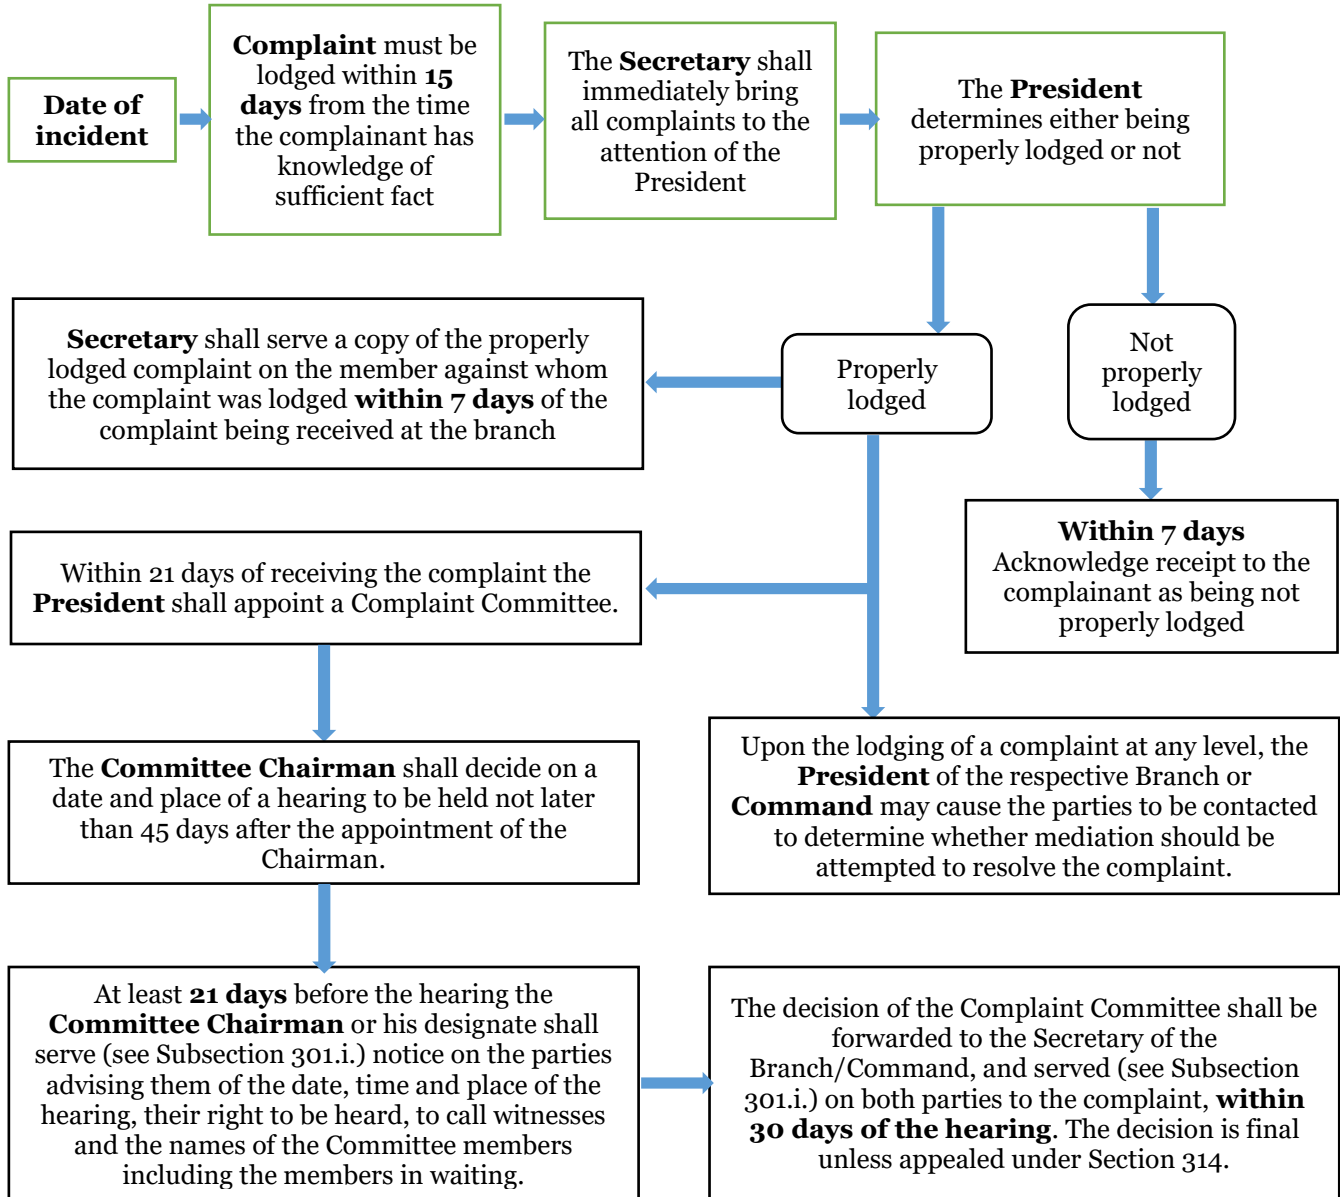 Date of
incident
Complaint must be
lodged within 15
days from the time
the complainant has
knowledge of
sufficient fact
The Secretary shall
immediately bring
all complaints to the
attention of the
President
The President
determines either being
properly lodged or not
Secretary shall serve a copy of the properly
lodged complaint on the member against whom
the complaint was lodged within 7 days of the
complaint being received at the branch
Properly
lodged
Not
properly
lodged
Within 7 days
Acknowledge receipt to the
complainant as being not
properly lodged
Within 21 days of receiving the complaint the
President shall appoint a Complaint Committee.
The Committee Chairman shall decide on a
date and place of a hearing to be held not later
than 45 days after the appointment of the
Chairman.
Upon the lodging of a complaint at any level, the
President of the respective Branch or
Command may cause the parties to be contacted
to determine whether mediation should be
attempted to resolve the complaint.
At least 21 days before the hearing the
Committee Chairman or his designate shall
serve (see Subsection 301.i.) notice on the parties
advising them of the date, time and place of the
hearing, their right to be heard, to call witnesses
and the names of the Committee members
including the members in waiting.
The decision of the Complaint Committee shall be
forwarded to the Secretary of the
Branch/Command, and served (see Subsection
301.i.) on both parties to the complaint, within
30 days of the hearing. The decision is final
unless appealed under Section 314.